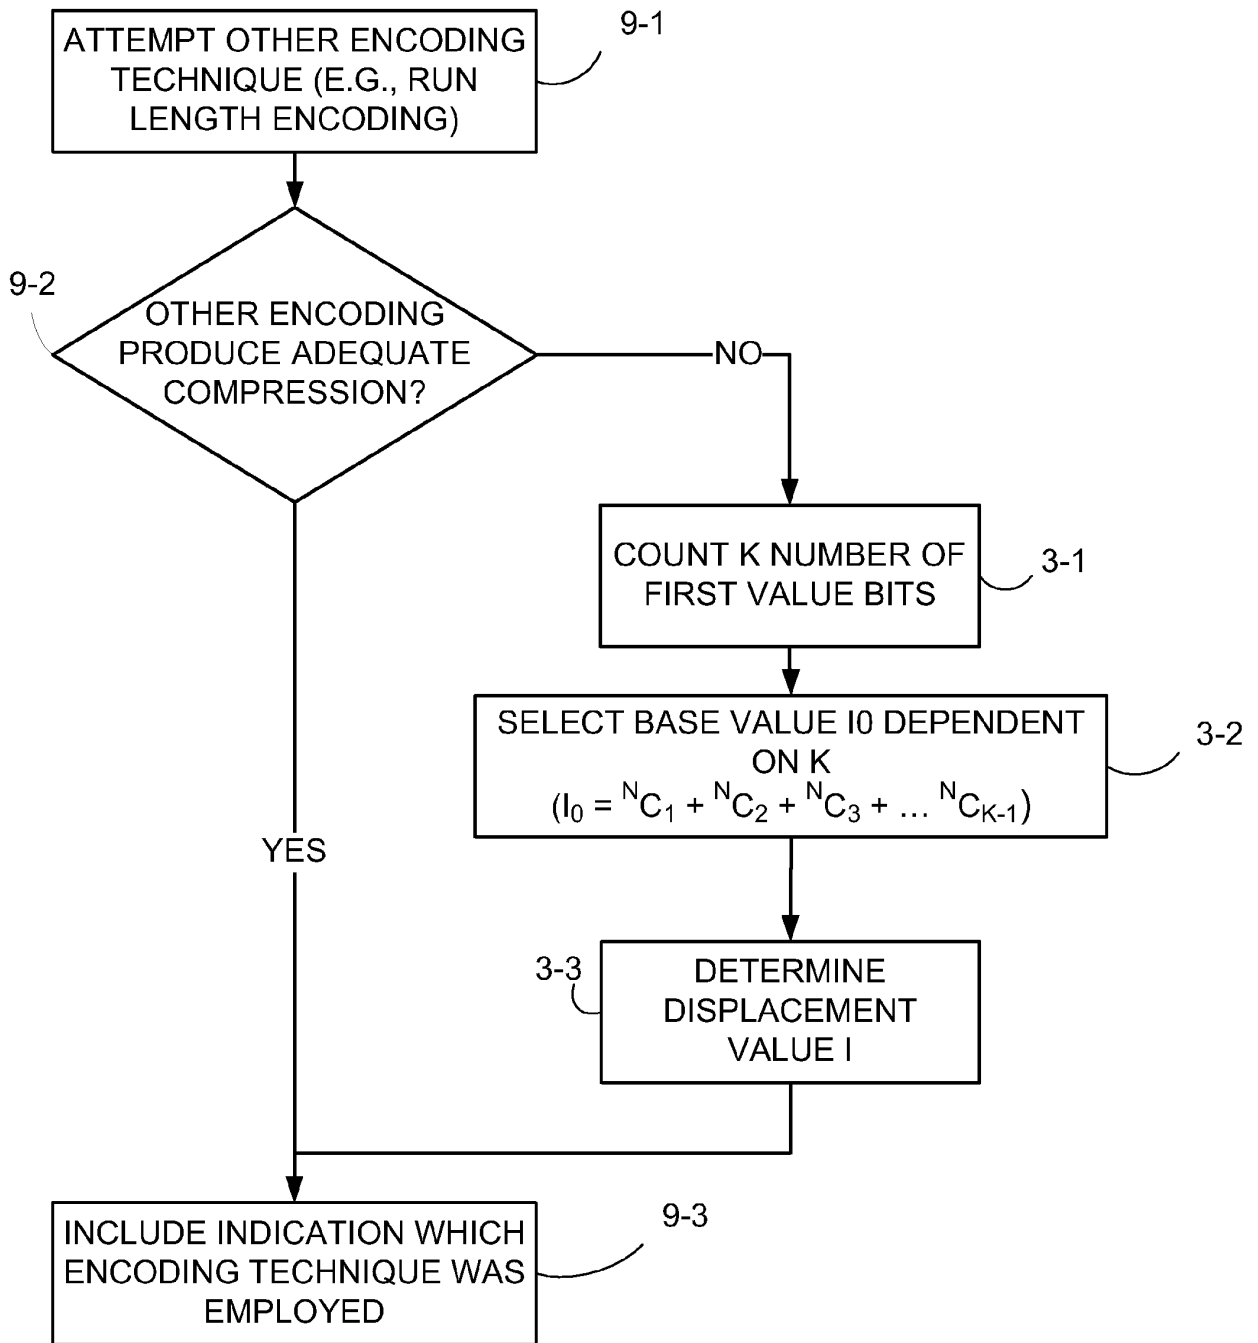 9-1
ATTEMPT OTHER ENCODING
TECHNIQUE (E.G., RUN
LENGTH ENCODING)
9-2
OTHER ENCODING
PRODUCE ADEQUATE
COMPRESSION?
NO
COUNT K NUMBER OF
FIRST VALUE BITS
3-1
SELECT BASE VALUE I0 DEPENDENT
ON K
(I₀ = ᴺC₁ + ᴺC₂ + ᴺC₃ + … ᴺC_K-1)
3-2
YES
3-3
DETERMINE
DISPLACEMENT
VALUE I
INCLUDE INDICATION WHICH
ENCODING TECHNIQUE WAS
EMPLOYED
9-3